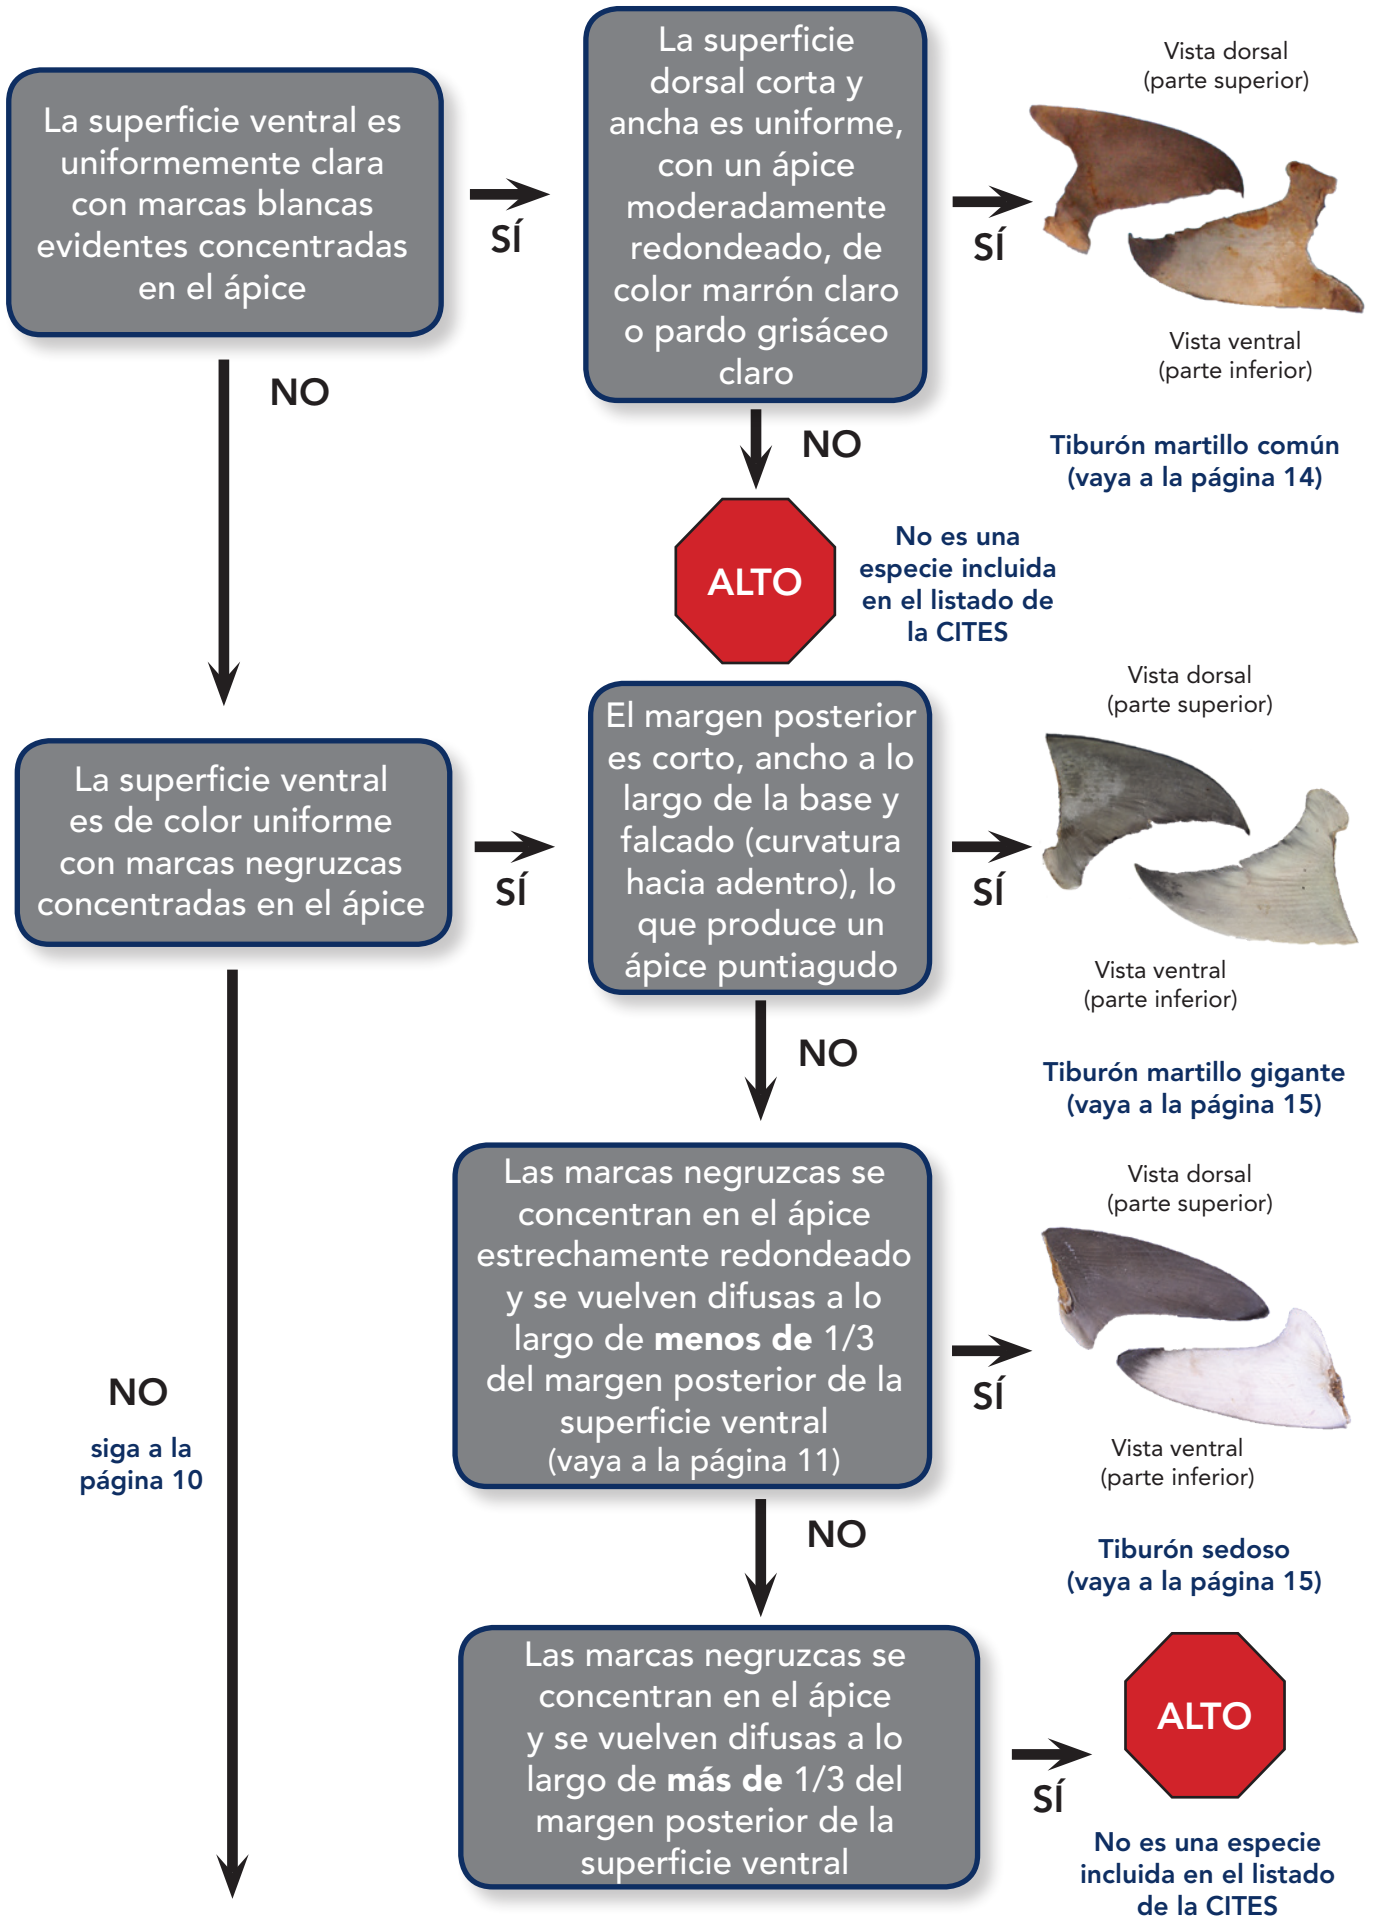 La superficie ventral es
uniformemente clara
con marcas blancas
evidentes concentradas
en el ápice
SÍ
La superficie
dorsal corta y
ancha es uniforme,
con un ápice
moderadamente
redondeado, de
color marrón claro
o pardo grisáceo
claro
SÍ
Vista dorsal
(parte superior)
Vista ventral
(parte inferior)
Tiburón martillo común
(vaya a la página 14)
NO
NO
ALTO
No es una
especie incluida
en el listado de
la CITES
La superficie ventral
es de color uniforme
con marcas negruzcas
concentradas en el ápice
SÍ
El margen posterior
es corto, ancho a lo
largo de la base y
falcado (curvatura
hacia adentro), lo
que produce un
ápice puntiagudo
SÍ
Vista dorsal
(parte superior)
Vista ventral
(parte inferior)
Tiburón martillo gigante
(vaya a la página 15)
NO
Las marcas negruzcas se
concentran en el ápice
estrechamente redondeado
y se vuelven difusas a lo
largo de menos de 1/3
del margen posterior de la
superficie ventral
(vaya a la página 11)
SÍ
Vista dorsal
(parte superior)
Vista ventral
(parte inferior)
Tiburón sedoso
(vaya a la página 15)
NO
siga a la
página 10
NO
Las marcas negruzcas se
concentran en el ápice
y se vuelven difusas a lo
largo de más de 1/3 del
margen posterior de la
superficie ventral
SÍ
ALTO
No es una especie
incluida en el listado
de la CITES